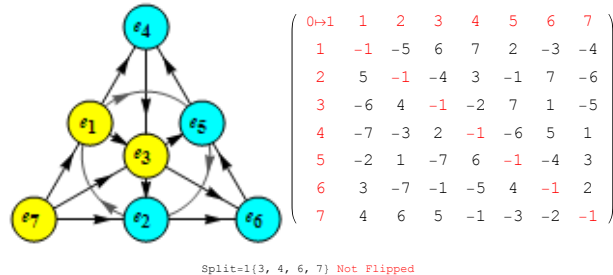 e4
e1
e5
e3
e7
e2
e6
0↦1 1 2 3 4 5 6 7
1 -1 -5 6 7 2 -3 -4
2 5 -1 -4 3 -1 7 -6
3 -6 4 -1 -2 7 1 -5
4 -7 -3 2 -1 -6 5 1
5 -2 1 -7 6 -1 -4 3
6 3 -7 -1 -5 4 -1 2
7 4 6 5 -1 -3 -2 -1
Split=1{3, 4, 6, 7} Not Flipped